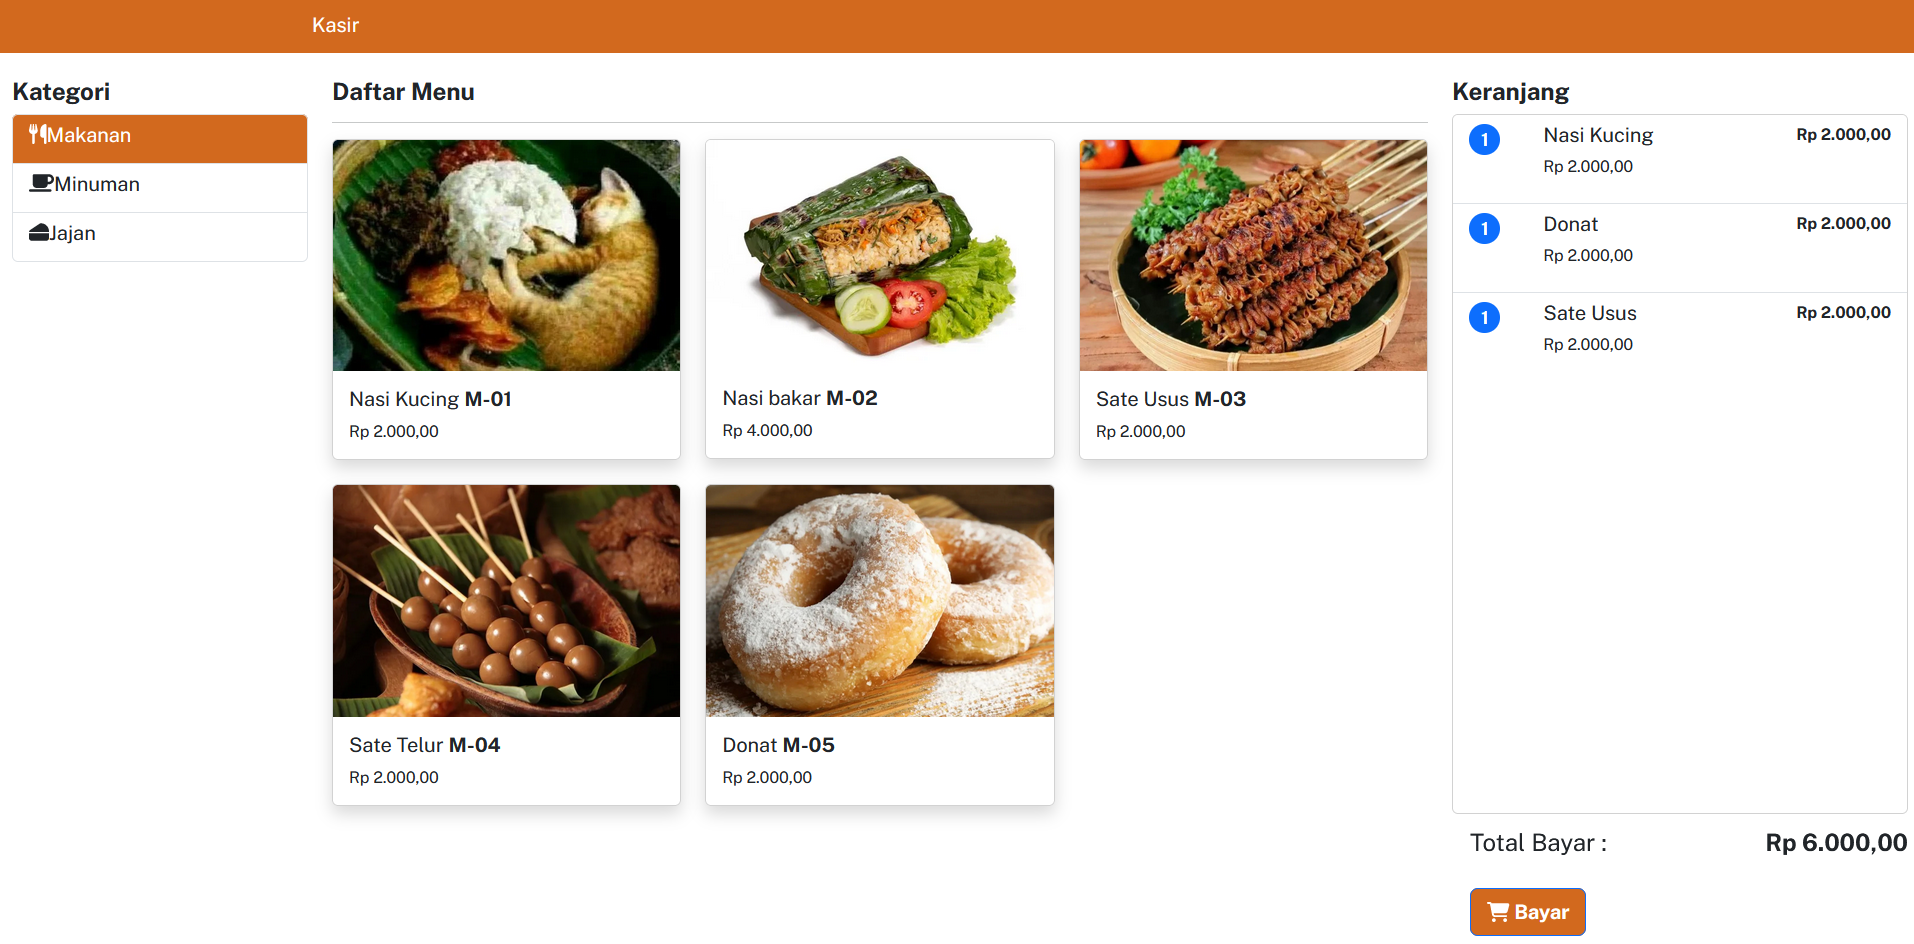 Kasir
Kategori
Makanan
Minuman
Jajan
Daftar Menu
Nasi Kucing M-01
Rp 2.000,00
Nasi bakar M-02
Rp 4.000,00
Sate Usus M-03
Rp 2.000,00
Sate Telur M-04
Rp 2.000,00
Donat M-05
Rp 2.000,00
Keranjang
1 Nasi Kucing Rp 2.000,00
Rp 2.000,00
1 Donat Rp 2.000,00
Rp 2.000,00
1 Sate Usus Rp 2.000,00
Rp 2.000,00
Total Bayar : Rp 6.000,00
Bayar